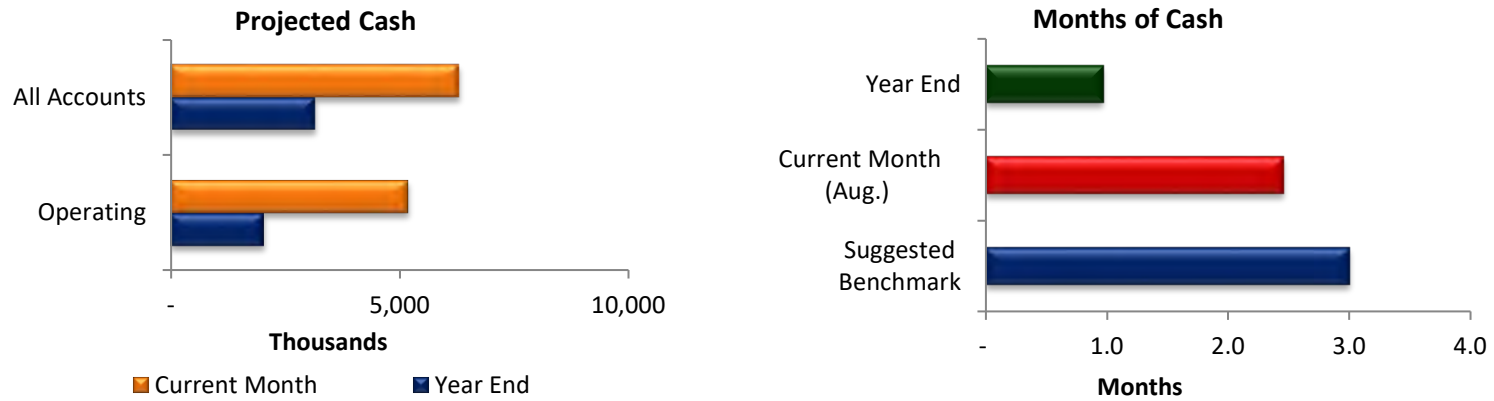 Projected Cash
All Accounts
Operating
- 5,000 10,000
Thousands
Current Month Year End
Months of Cash
Year End
Current Month
(Aug.)
Suggested
Benchmark
- 1.0 2.0 3.0 4.0
Months